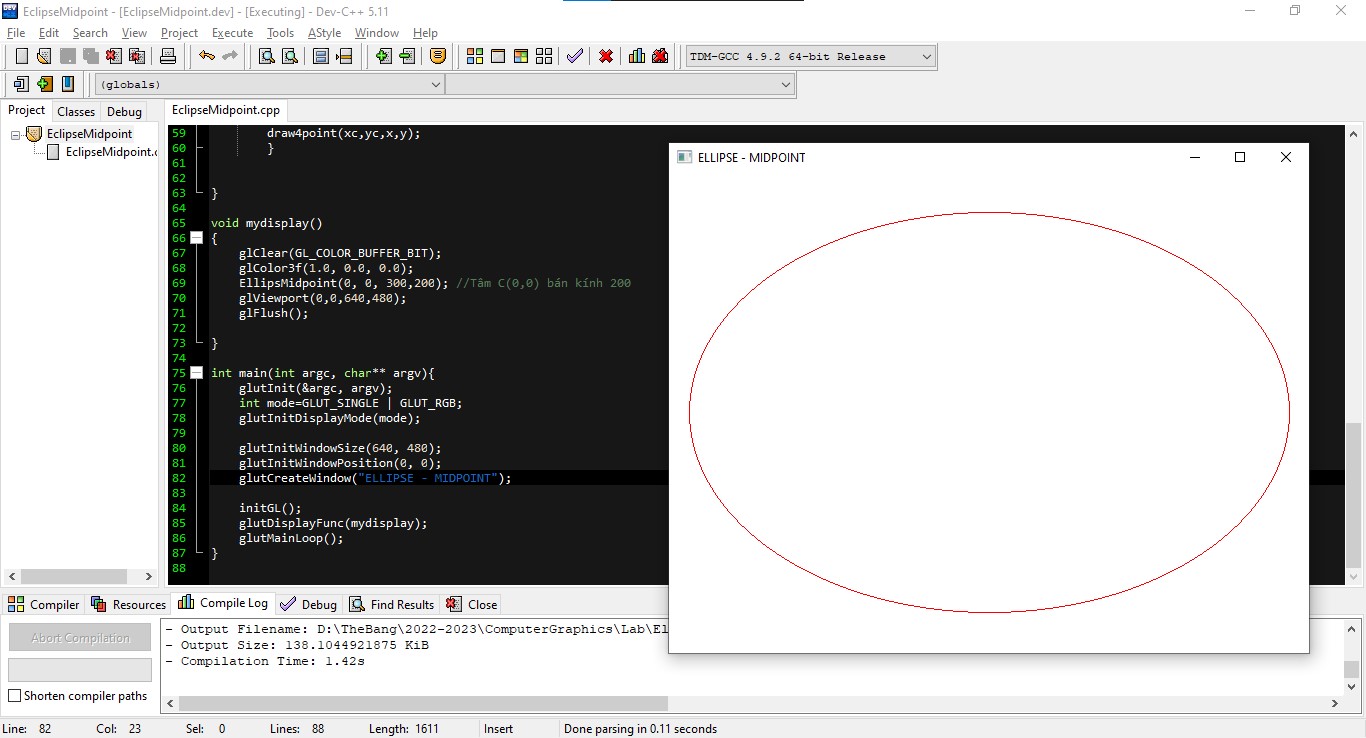 EclipseMidpoint - [EclipseMidpoint.dev] - [Executing] - Dev-C++ 5.11
File Edit Search View Project Execute Tools AStyle Window Help
TDM-GCC 4.9.2 64-bit Release
(globals)
Project Classes Debug
EclipseMidpoint.cpp
EclipseMidpoint
EclipseMidpoint.c
59 draw4point(xc,yc,x,y);
60 }
61
62
63 }
64
65 void mydisplay()
66 {
67 glClear(GL_COLOR_BUFFER_BIT);
68 glColor3f(1.0, 0.0, 0.0);
69 EllipsMidpoint(0, 0, 300,200); //Tâm C(0,0) bán kính 200
70 glViewport(0,0,640,480);
71 glFlush();
72
73 }
74
75 int main(int argc, char** argv){
76 glutInit(&argc, argv);
77 int mode=GLUT_SINGLE | GLUT_RGB;
78 glutInitDisplayMode(mode);
79
80 glutInitWindowSize(640, 480);
81 glutInitWindowPosition(0, 0);
82 glutCreateWindow("ELLIPSE - MIDPOINT");
83
84 initGL();
85 glutDisplayFunc(mydisplay);
86 glutMainLoop();
87 }
88
ELLIPSE - MIDPOINT
Compiler Resources Compile Log Debug Find Results Close
Abort Compilation
Shorten compiler paths
- Output Filename: D:\TheBang\2022-2023\ComputerGraphics\Lab\El
- Output Size: 138.1044921875 KiB
- Compilation Time: 1.42s
Line: 82 Col: 23 Sel: 0 Lines: 88 Length: 1611 Insert Done parsing in 0.11 seconds